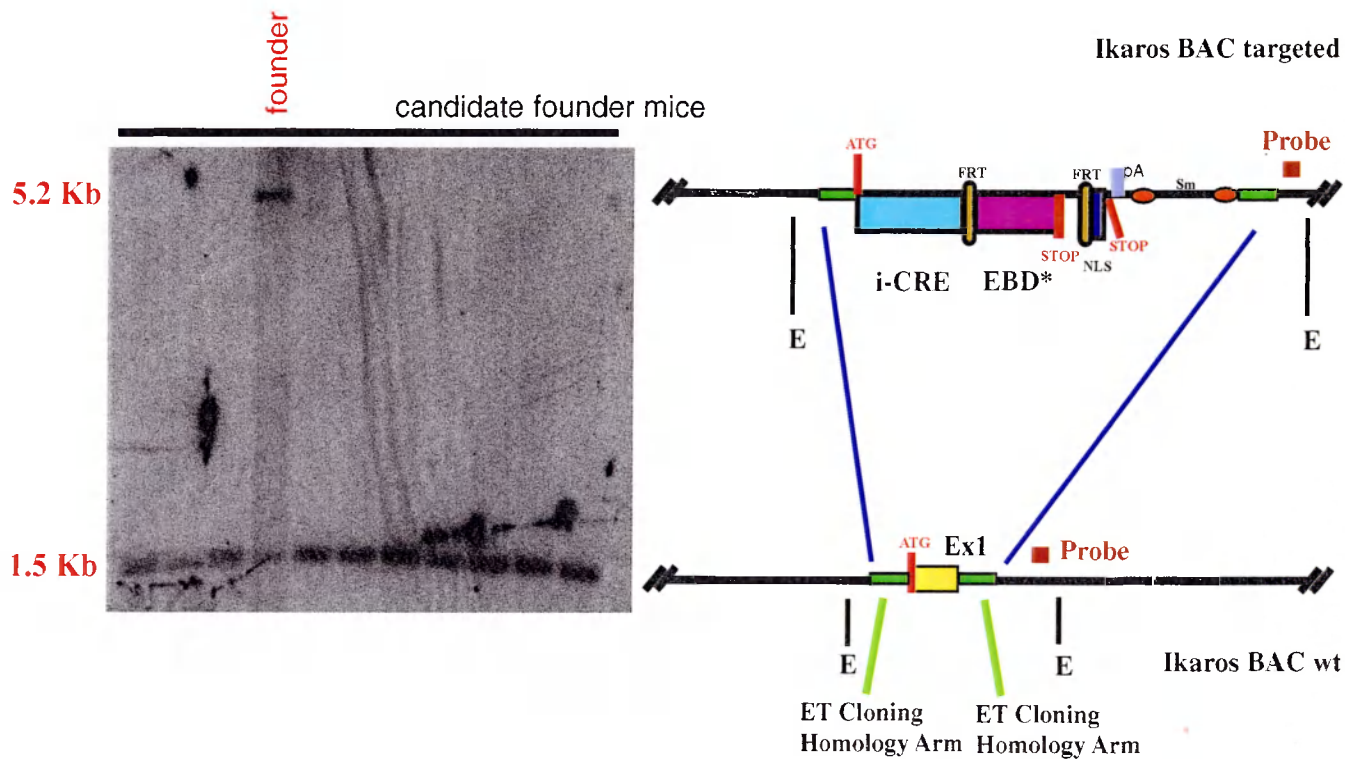 founder
candidate founder mice
5.2 Kb
1.5 Kb
Ikaros BAC targeted
Probe
ATG
FRT
FRT
pA
Sm
STOP
STOP
NLS
i-CRE
EBD*
E
E
ATG
Ex1
Probe
E
E
Ikaros BAC wt
ET Cloning
Homology Arm
ET Cloning
Homology Arm